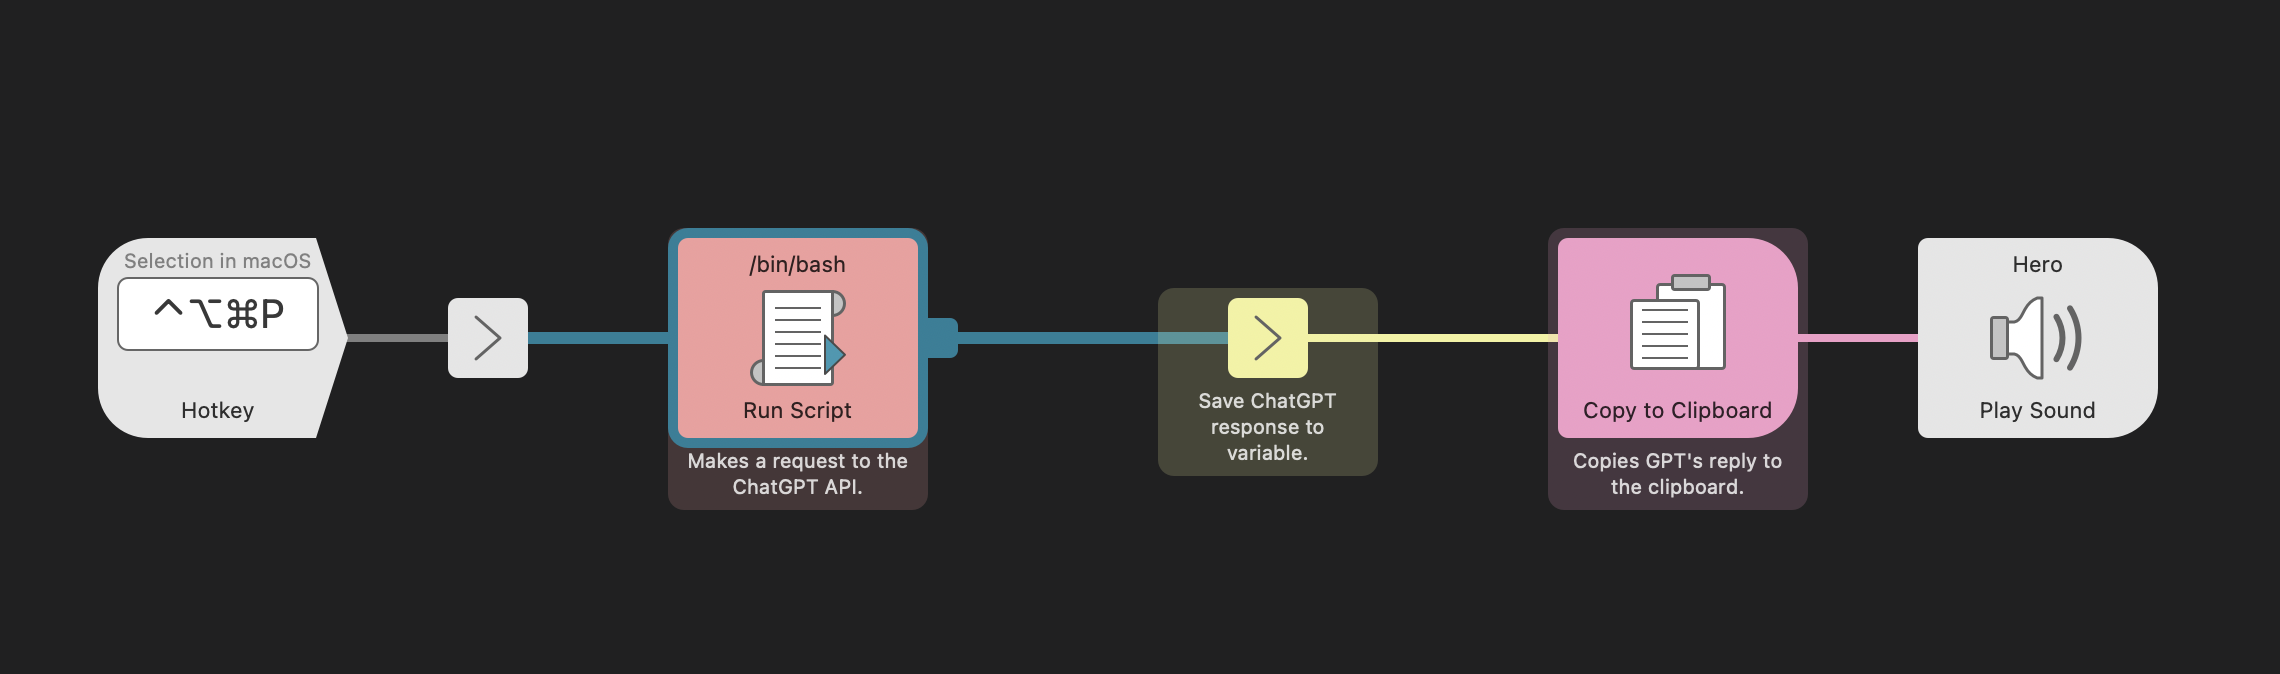 Selection in macOS
^⌥⌘P
Hotkey
/bin/bash
Run Script
Makes a request to the
ChatGPT API.
Save ChatGPT
response to
variable.
Copy to Clipboard
Copies GPT's reply to
the clipboard.
Hero
Play Sound